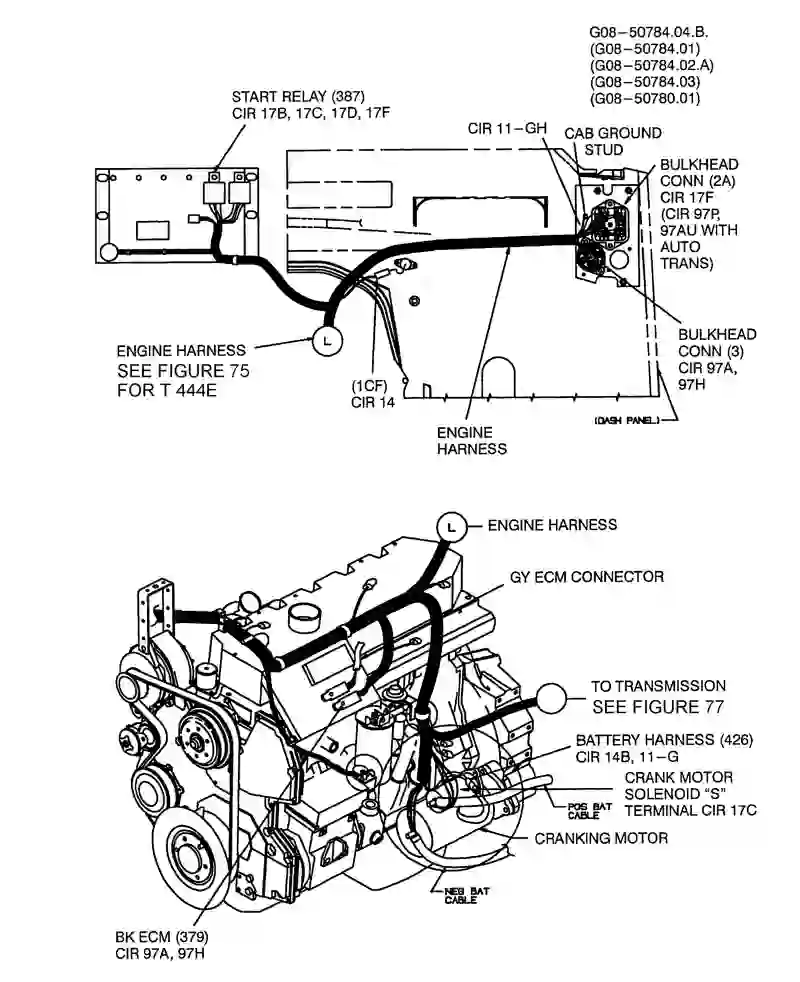 G08-50784.04.B.
(G08-50784.01)
(G08-50784.02.A)
(G08-50784.03)
(G08-50780.01)
START RELAY (387)
CIR 17B, 17C, 17D, 17F
CIR 11-GH
CAB GROUND
STUD
BULKHEAD
CONN (2A)
CIR 17F
(CIR 97P,
97AU WITH
AUTO
TRANS)
L
ENGINE HARNESS
SEE FIGURE 75
FOR T 444E
(1CF)
CIR 14
BULKHEAD
CONN (3)
CIR 97A,
97H
(DASH PANEL)
ENGINE
HARNESS
L
ENGINE HARNESS
GY ECM CONNECTOR
TO TRANSMISSION
SEE FIGURE 77
BATTERY HARNESS (426)
CIR 14B, 11-G
CRANK MOTOR
SOLENOID "S"
TERMINAL CIR 17C
POS BAT
CABLE
CRANKING MOTOR
NEG BAT
CABLE
BK ECM (379)
CIR 97A, 97H